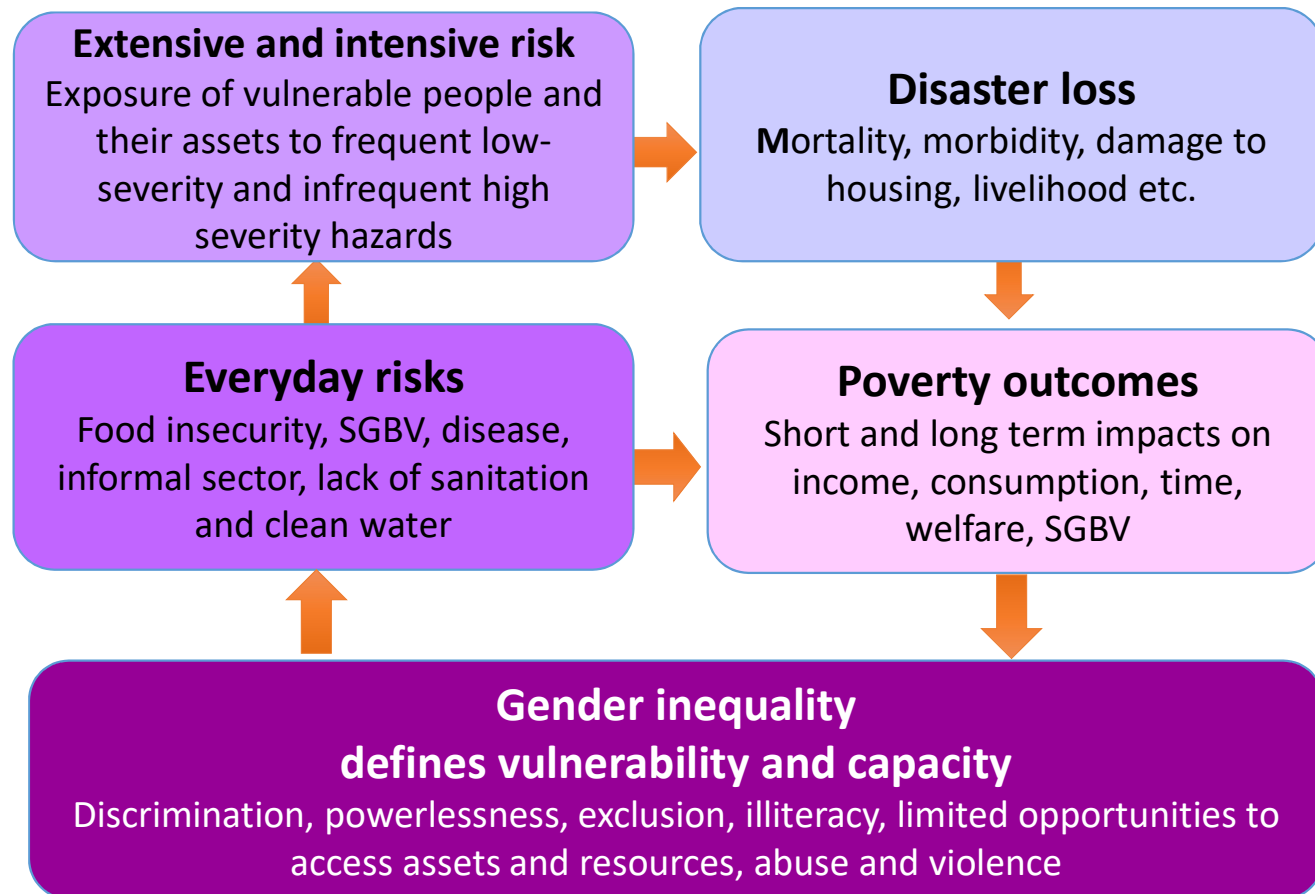 Extensive and intensive risk
Exposure of vulnerable people and
their assets to frequent low-
severity and infrequent high
severity hazards
Disaster loss
Mortality, morbidity, damage to
housing, livelihood etc.
Everyday risks
Food insecurity, SGBV, disease,
informal sector, lack of sanitation
and clean water
Poverty outcomes
Short and long term impacts on
income, consumption, time,
welfare, SGBV
Gender inequality
defines vulnerability and capacity
Discrimination, powerlessness, exclusion, illiteracy, limited opportunities to
access assets and resources, abuse and violence